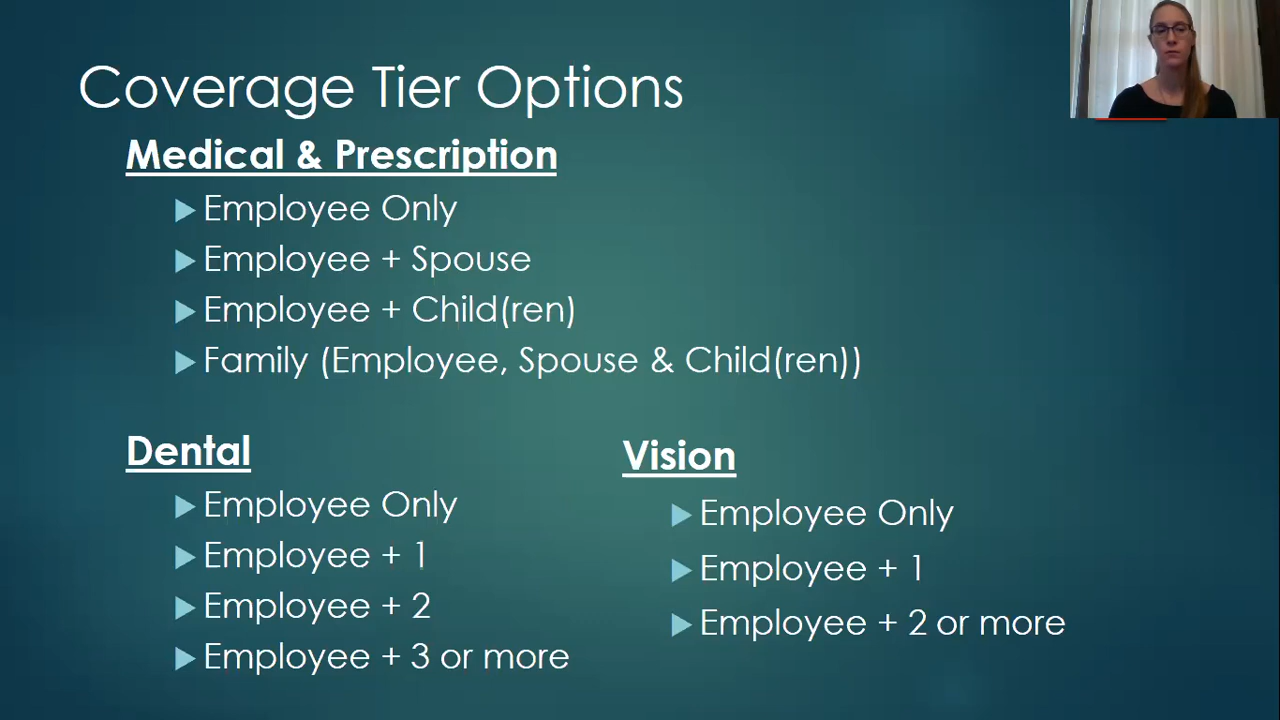 Coverage Tier Options
Medical & Prescription
Employee Only
Employee + Spouse
Employee + Child(ren)
Family (Employee, Spouse & Child(ren))
Dental
Employee Only
Employee + 1
Employee + 2
Employee + 3 or more
Vision
Employee Only
Employee + 1
Employee + 2 or more